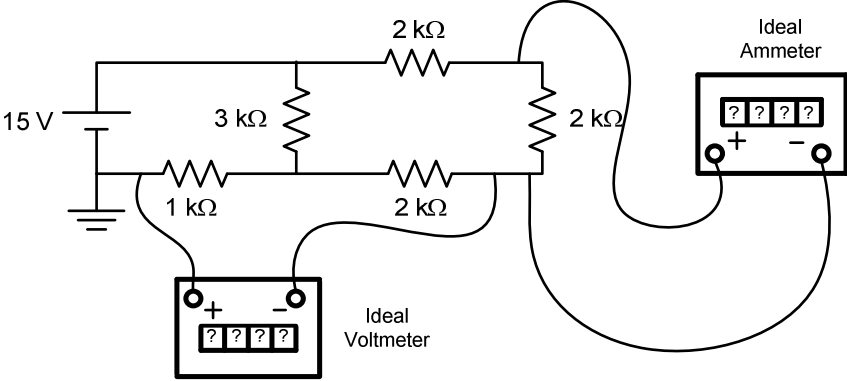 2 kΩ
Ideal
Ammeter
15 V
3 kΩ
2 kΩ
? ? ? ?
+ −
1 kΩ
2 kΩ
+ −
? ? ? ?
Ideal
Voltmeter